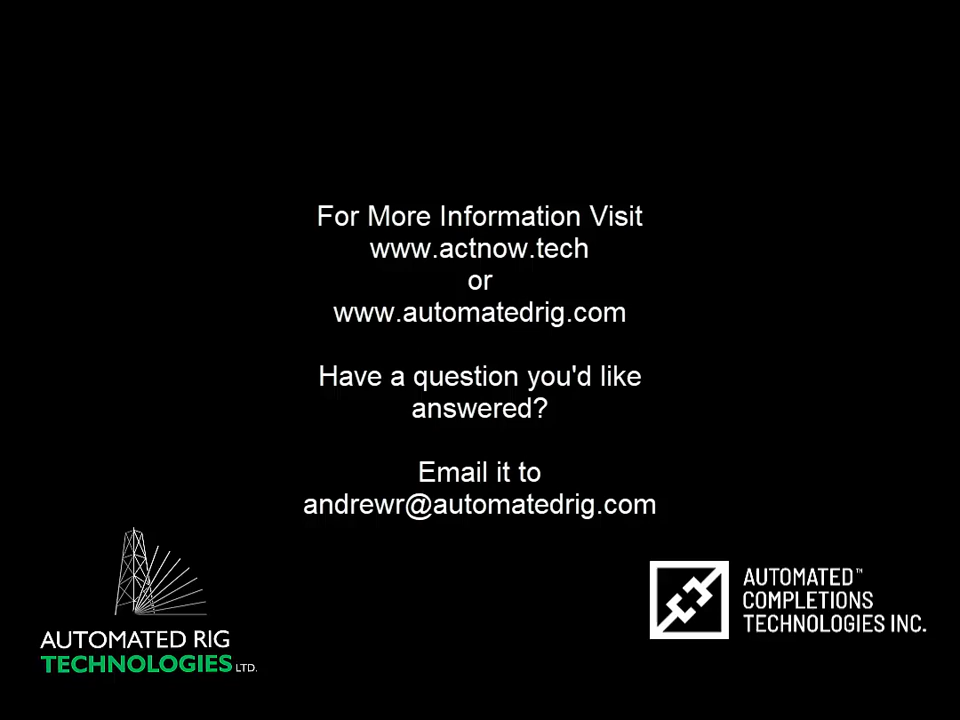 For More Information Visit
www.actnow.tech
or
www.automatedrig.com
Have a question you'd like
answered?
Email it to
andrewr@automatedrig.com
AUTOMATED RIG
TECHNOLOGIES LTD.
AUTOMATED™
COMPLETIONS
TECHNOLOGIES INC.